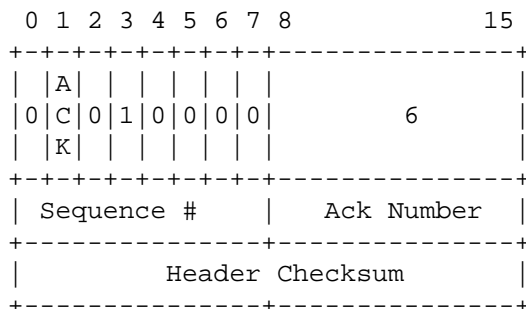 0 1 2 3 4 5 6 7 8            15
+-+-+-+-+-+-+-+-+---------------+
| |A| | | | | | |               |
|0|C|0|1|0|0|0|0|       6       |
| |K| | | | | | |               |
+-+-+-+-+-+-+-+-+---------------+
| Sequence #    |  Ack Number   |
+---------------+---------------+
|        Header Checksum        |
+---------------+---------------+